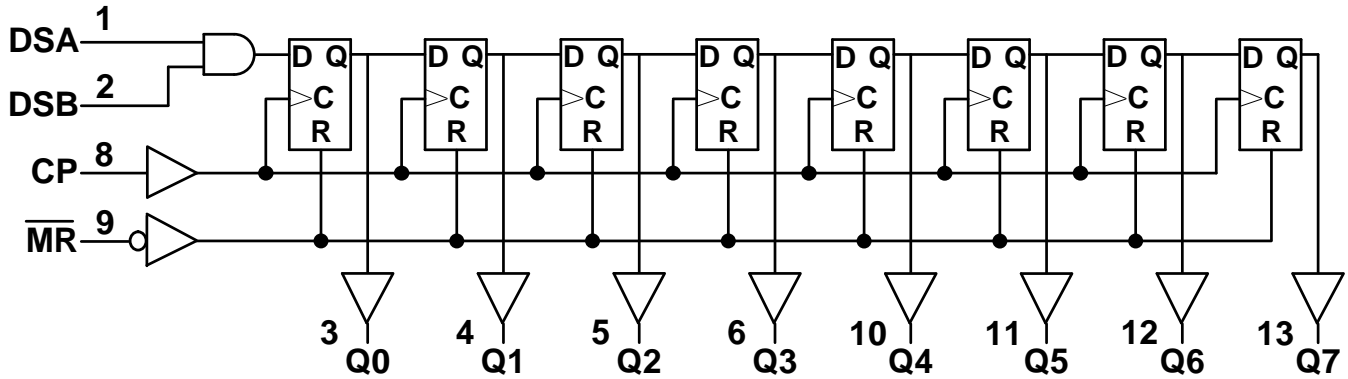 1
DSA
2
DSB
D Q D Q D Q D Q D Q D Q D Q D Q
C C C C C C C C
R R R R R R R R
8
CP
9
M̅R̅
3 4 5 6 10 11 12 13
Q0 Q1 Q2 Q3 Q4 Q5 Q6 Q7